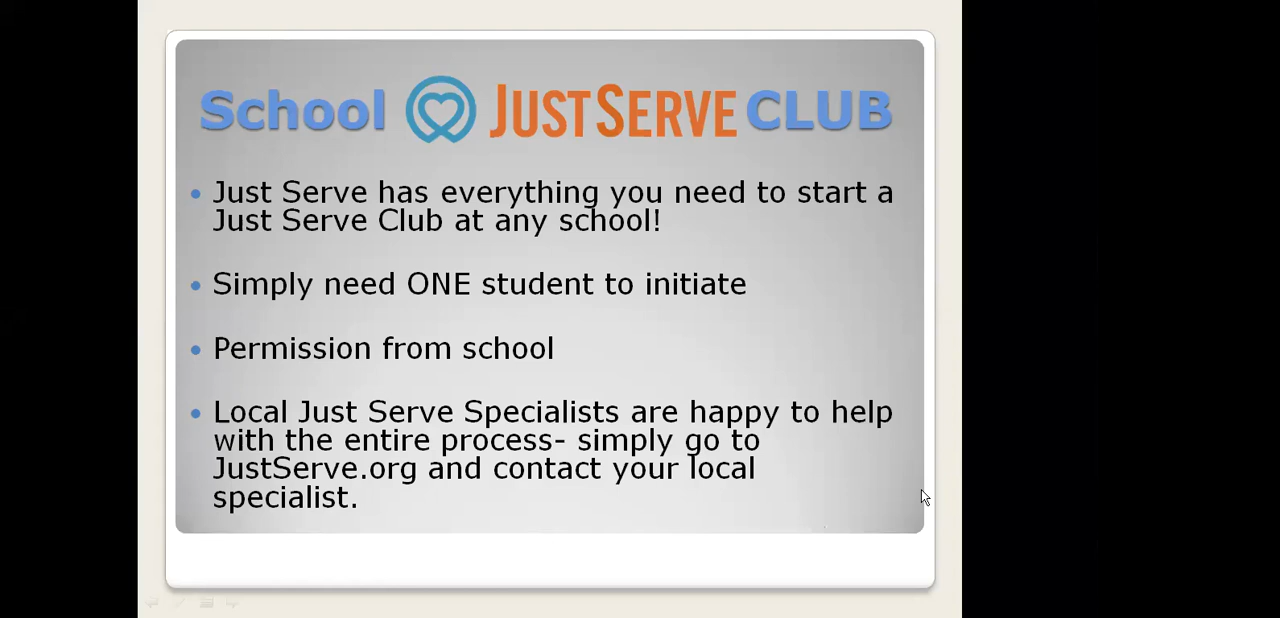 School JUSTSERVE CLUB
• Just Serve has everything you need to start a
Just Serve Club at any school!
• Simply need ONE student to initiate
• Permission from school
• Local Just Serve Specialists are happy to help
with the entire process- simply go to
JustServe.org and contact your local
specialist.